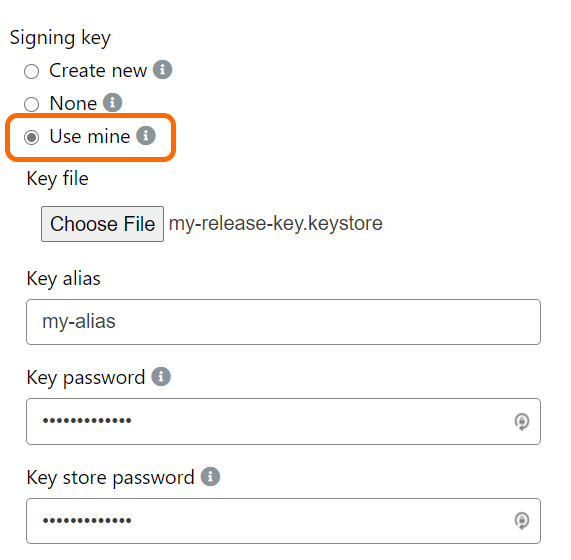 Signing key
Create new
None
Use mine
Key file
Choose File my-release-key.keystore
Key alias
my-alias
Key password
•••••••••••••
Key store password
•••••••••••••